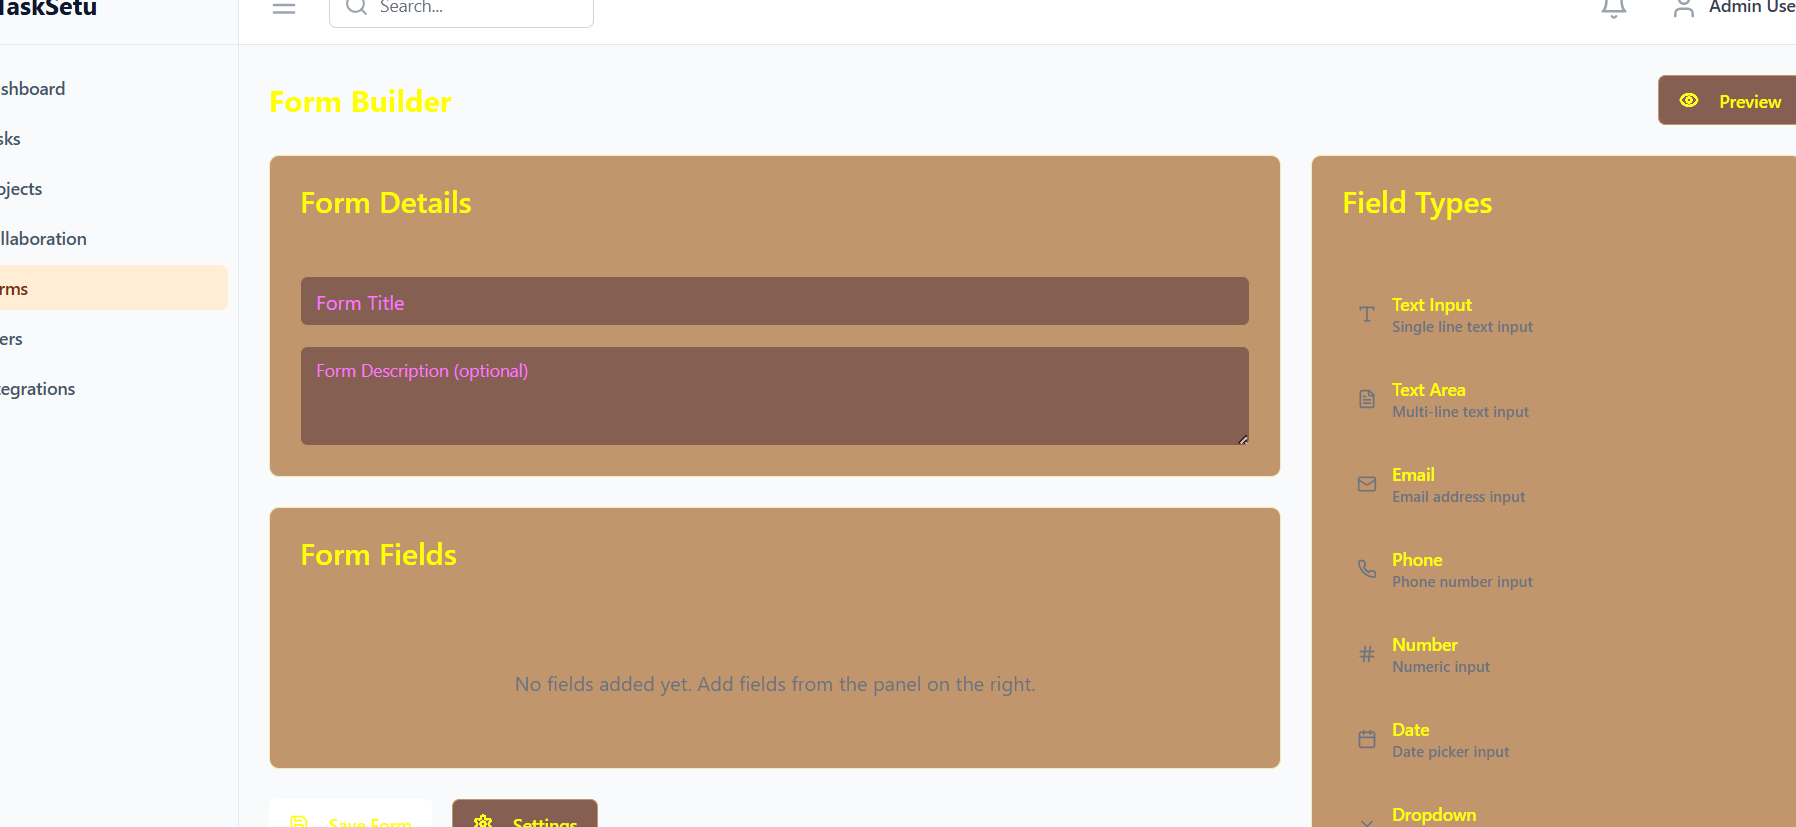 TaskSetu
Search...
Admin Use
shboard
sks
ojects
llaboration
rms
ers
tegrations
Form Builder
Preview
Form Details
Form Title
Form Description (optional)
Form Fields
No fields added yet. Add fields from the panel on the right.
Save Form
Settings
Field Types
Text Input
Single line text input
Text Area
Multi-line text input
Email
Email address input
Phone
Phone number input
Number
Numeric input
Date
Date picker input
Dropdown